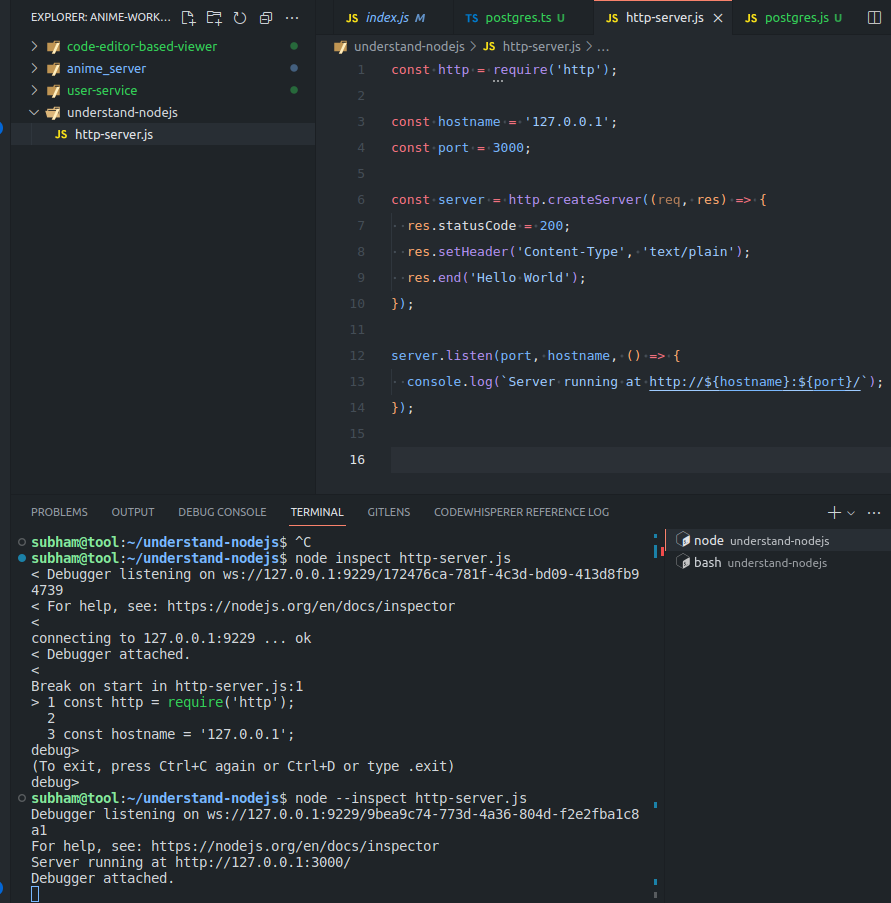 EXPLORER: ANIME-WORK...
code-editor-based-viewer
anime_server
user-service
understand-nodejs
JS http-server.js
JS index.js M
TS postgres.ts U
JS http-server.js
JS postgres.js U
understand-nodejs > JS http-server.js > ...
1 const http = require('http');
2
3 const hostname = '127.0.0.1';
4 const port = 3000;
5
6 const server = http.createServer((req, res) => {
7 res.statusCode = 200;
8 res.setHeader('Content-Type', 'text/plain');
9 res.end('Hello World');
10 });
11
12 server.listen(port, hostname, () => {
13 console.log(`Server running at http://${hostname}:${port}/`);
14 });
15
16
PROBLEMS OUTPUT DEBUG CONSOLE TERMINAL GITLENS CODEWHISPERER REFERENCE LOG
subham@tool:~/understand-nodejs$ ^C
subham@tool:~/understand-nodejs$ node inspect http-server.js
< Debugger listening on ws://127.0.0.1:9229/172476ca-781f-4c3d-bd09-413d8fb9
4739
< For help, see: https://nodejs.org/en/docs/inspector
<
connecting to 127.0.0.1:9229 ... ok
< Debugger attached.
<
Break on start in http-server.js:1
> 1 const http = require('http');
2
3 const hostname = '127.0.0.1';
debug>
(To exit, press Ctrl+C again or Ctrl+D or type .exit)
debug>
subham@tool:~/understand-nodejs$ node --inspect http-server.js
Debugger listening on ws://127.0.0.1:9229/9bea9c74-773d-4a36-804d-f2e2fba1c8
a1
For help, see: https://nodejs.org/en/docs/inspector
Server running at http://127.0.0.1:3000/
Debugger attached.
node understand-nodejs
bash understand-nodejs